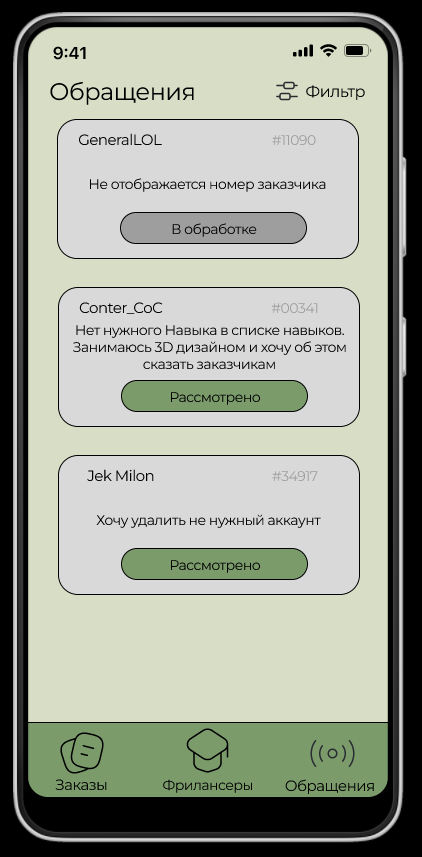 9:41
Обращения
Фильтр
GeneralLOL #11090
Не отображается номер заказчика
В обработке
Conter_CoC #00341
Нет нужного Навыка в списке навыков.
Занимаюсь 3D дизайном и хочу об этом
сказать заказчикам
Рассмотрено
Jek Milon #34917
Хочу удалить не нужный аккаунт
Рассмотрено
Заказы Фрилансеры Обращения